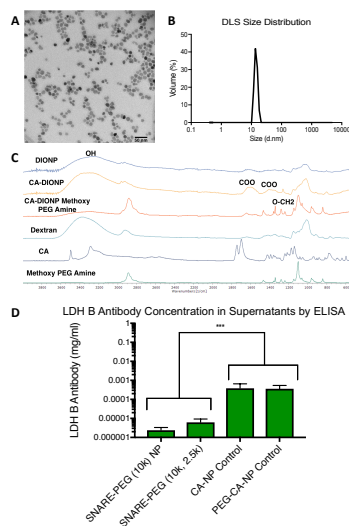 A
50 nm
B
DLS Size Distribution
Volume (%)
50
40
30
20
10
0
0.1 1 10 100 1000 10000
Size (d.nm)
C
DIONP
OH
CA-DIONP
COO COO
CA-DIONP Methoxy
PEG Amine
O-CH2
Dextran
CA
Methoxy PEG Amine
D
LDH B Antibody Concentration in Supernatants by ELISA
LDH B Antibody (mg/ml)
1
0.1
0.01
0.001
0.0001
0.00001
0.000001
***
SNARE-PEG (10k) NP
SNARE-PEG (10k, 2.5k)
CA-NP Control
PEG-CA-NP Control